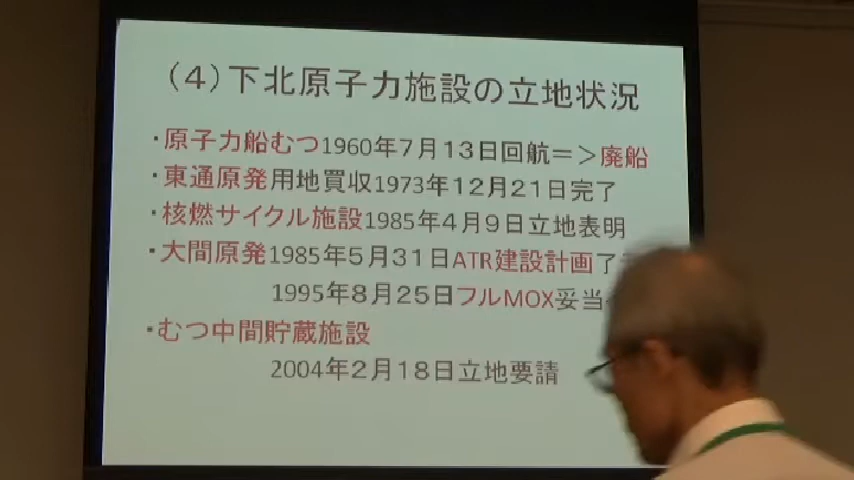 （4）下北原子力施設の立地状況
・原子力船むつ1960年7月13日回航＝＞廃船
・東通原発用地買収1973年12月21日完了
・核燃サイクル施設1985年4月9日立地表明
・大間原発1985年5月31日ATR建設計画了
1995年8月25日フルMOX妥当
・むつ中間貯蔵施設
2004年2月18日立地要請